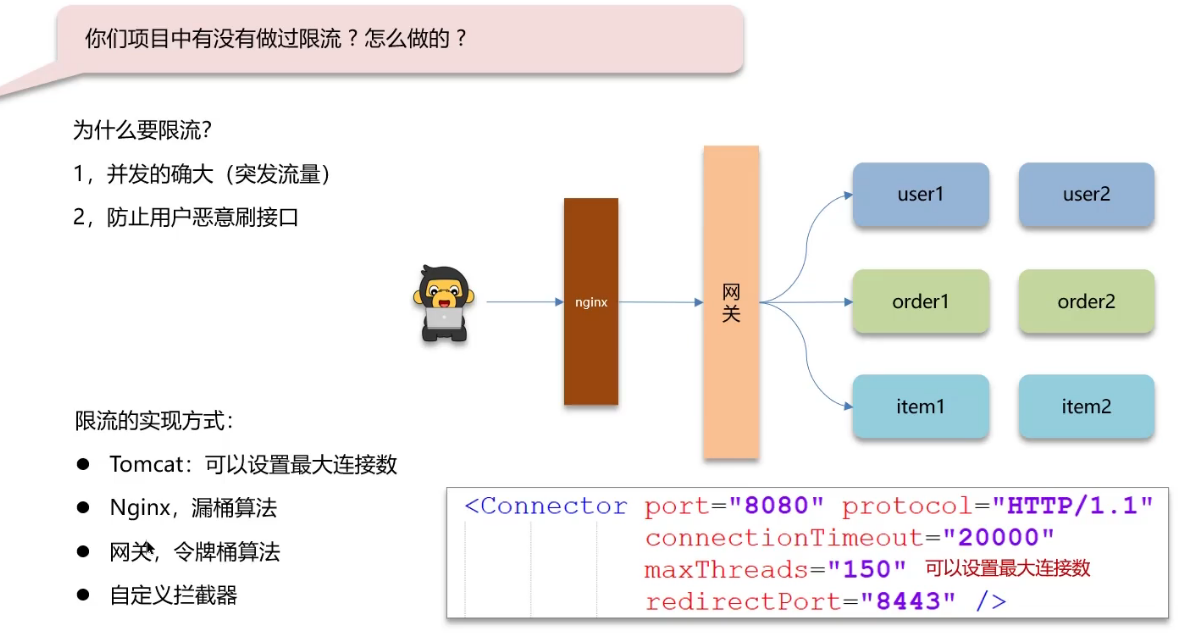 你们项目中有没有做过限流？怎么做的？
为什么要限流?
1，并发的确大（突发流量）
2，防止用户恶意刷接口
nginx
网
关
user1
user2
order1
order2
item1
item2
限流的实现方式：
● Tomcat：可以设置最大连接数
● Nginx，漏桶算法
● 网关，令牌桶算法
● 自定义拦截器
<Connector port="8080" protocol="HTTP/1.1"
connectionTimeout="20000"
maxThreads="150" 可以设置最大连接数
redirectPort="8443" />